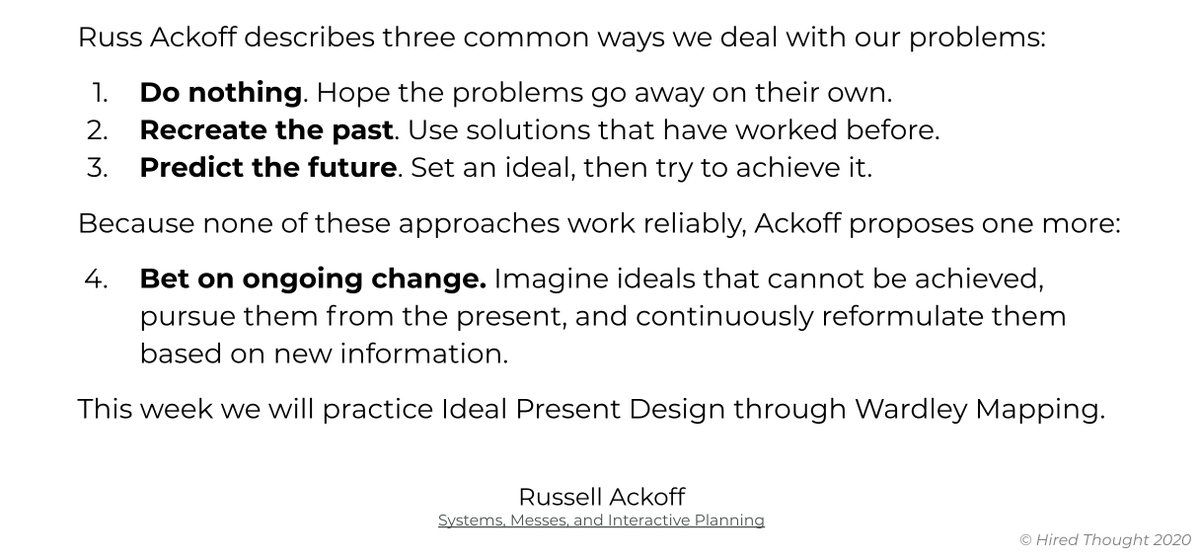 Russ Ackoff describes three common ways we deal with our problems:
1. Do nothing. Hope the problems go away on their own.
2. Recreate the past. Use solutions that have worked before.
3. Predict the future. Set an ideal, then try to achieve it.
Because none of these approaches work reliably, Ackoff proposes one more:
4. Bet on ongoing change. Imagine ideals that cannot be achieved,
pursue them from the present, and continuously reformulate them
based on new information.
This week we will practice Ideal Present Design through Wardley Mapping.
Russell Ackoff
Systems, Messes, and Interactive Planning
© Hired Thought 2020